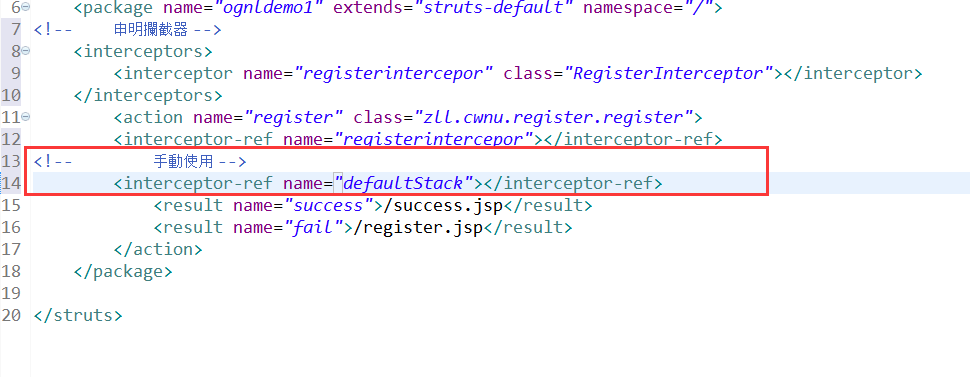 6 <package name="ognldemo1" extends="struts-default" namespace="/">
7 <!-- 申明攔截器 -->
8 <interceptors>
9 <interceptor name="registerintercepor" class="RegisterInterceptor"></interceptor>
10 </interceptors>
11 <action name="register" class="zll.cwnu.register.register">
12 <interceptor-ref name="registerintercepor"></interceptor-ref>
13 <!-- 手動使用 -->
14 <interceptor-ref name="defaultStack"></interceptor-ref>
15 <result name="success">/success.jsp</result>
16 <result name="fail">/register.jsp</result>
17 </action>
18 </package>
19
20 </struts>